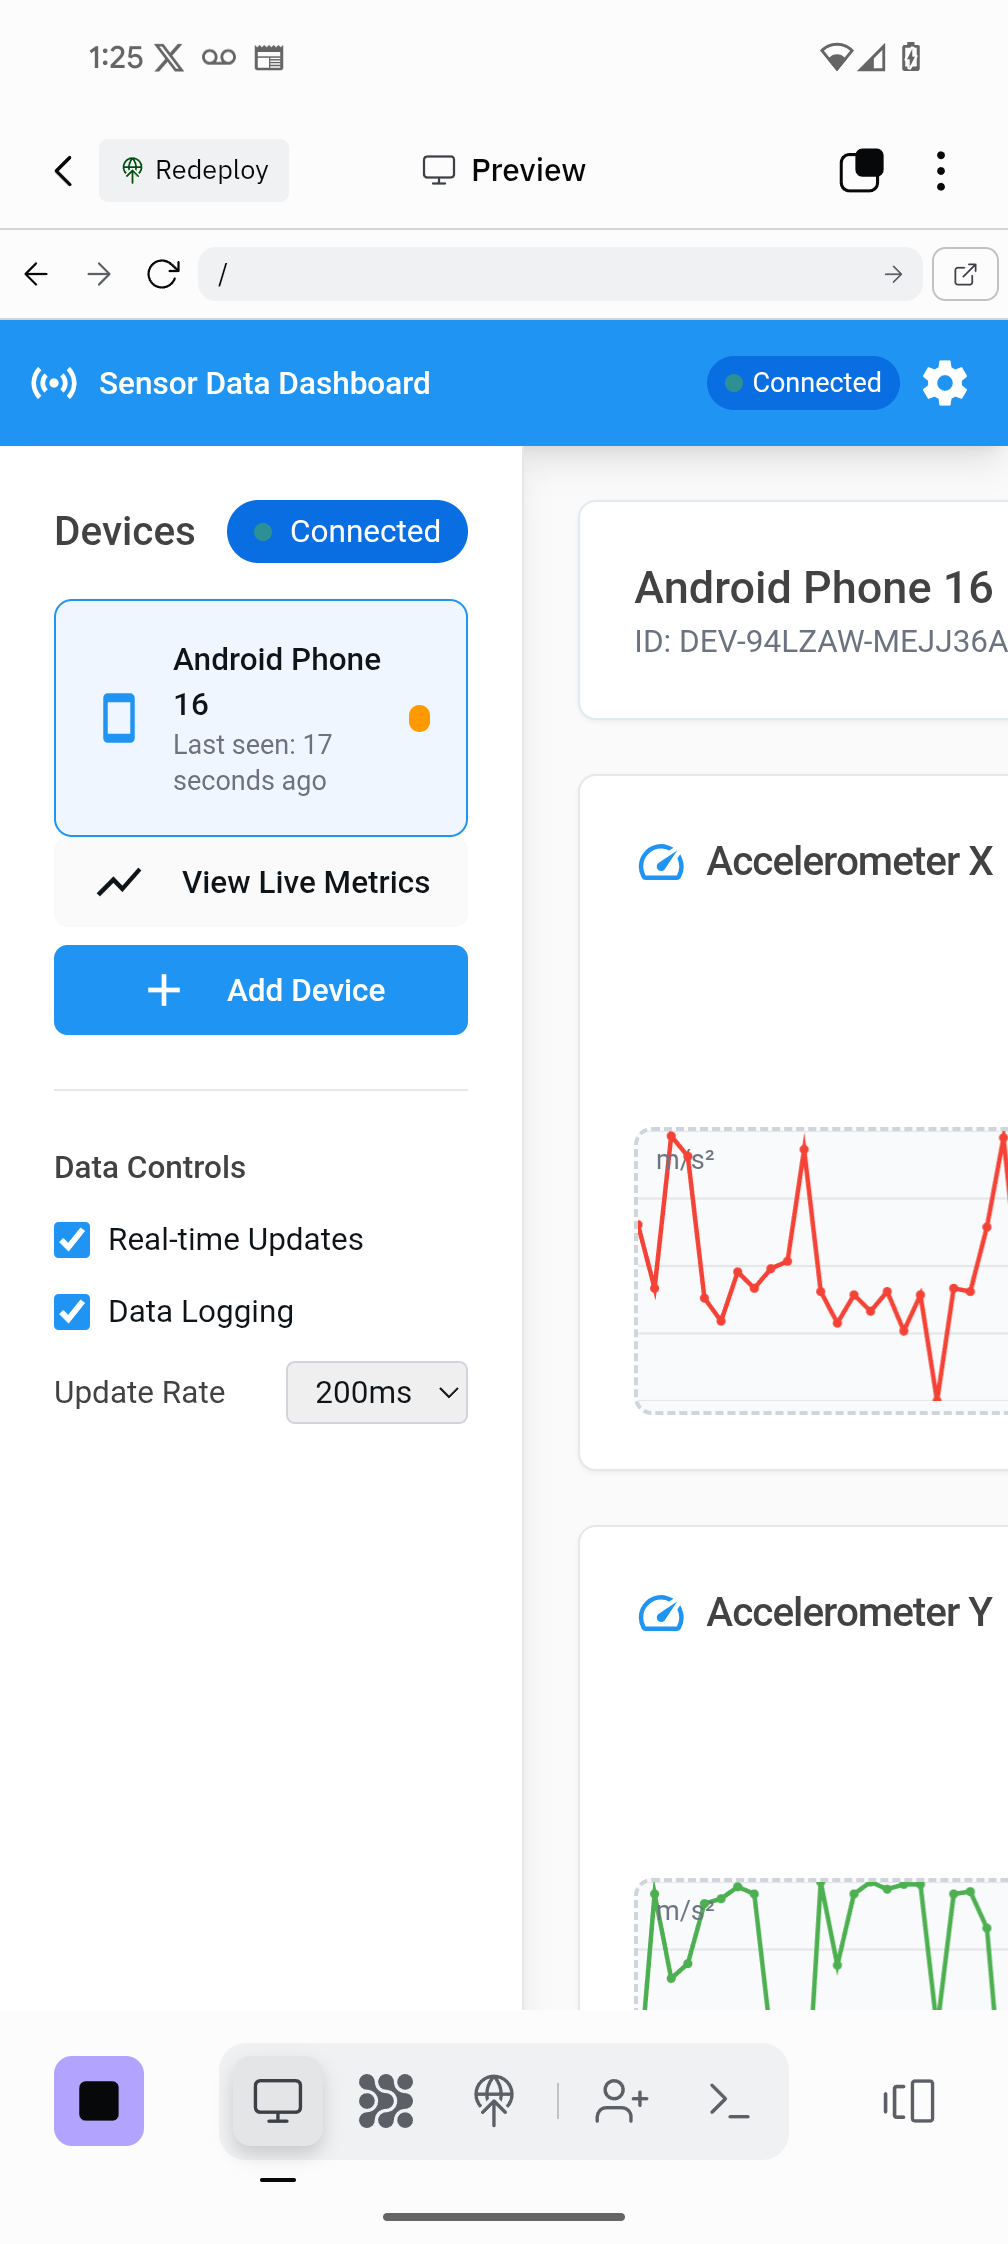 1:25
Redeploy
Preview
/
Sensor Data Dashboard
Connected
Devices
Connected
Android Phone
16
Last seen: 17
seconds ago
View Live Metrics
Add Device
Data Controls
Real-time Updates
Data Logging
Update Rate
200ms
Android Phone 16
ID: DEV-94LZAW-MEJJ36A
Accelerometer X
m/s²
Accelerometer Y
m/s²